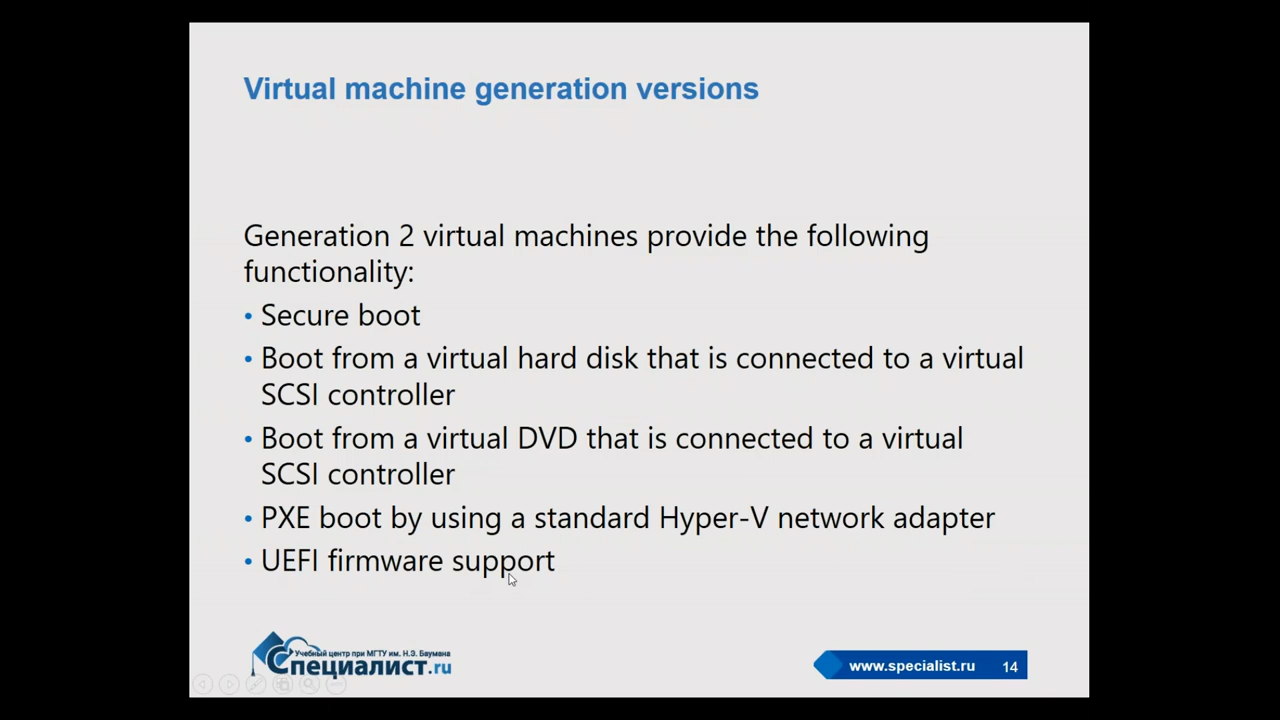 Virtual machine generation versions
Generation 2 virtual machines provide the following
functionality:
• Secure boot
• Boot from a virtual hard disk that is connected to a virtual
SCSI controller
• Boot from a virtual DVD that is connected to a virtual
SCSI controller
• PXE boot by using a standard Hyper-V network adapter
• UEFI firmware support
Учебный центр при МГТУ им. Н.Э. Баумана
Специалист.ru
www.specialist.ru 14